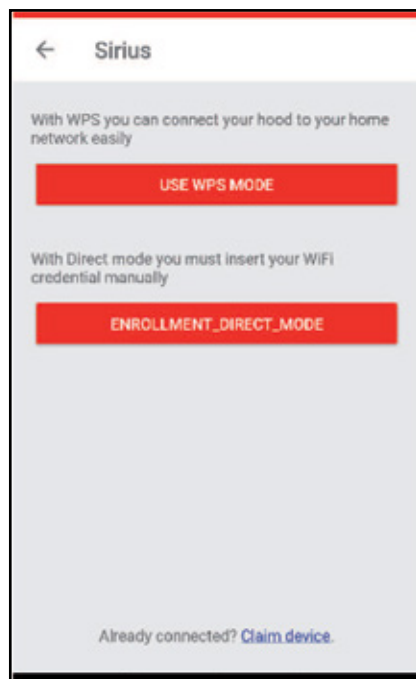 Sirius
With WPS you can connect your hood to your home
network easily
USE WPS MODE
With Direct mode you must insert your WiFi
credential manually
ENROLLMENT_DIRECT_MODE
Already connected? Claim device.